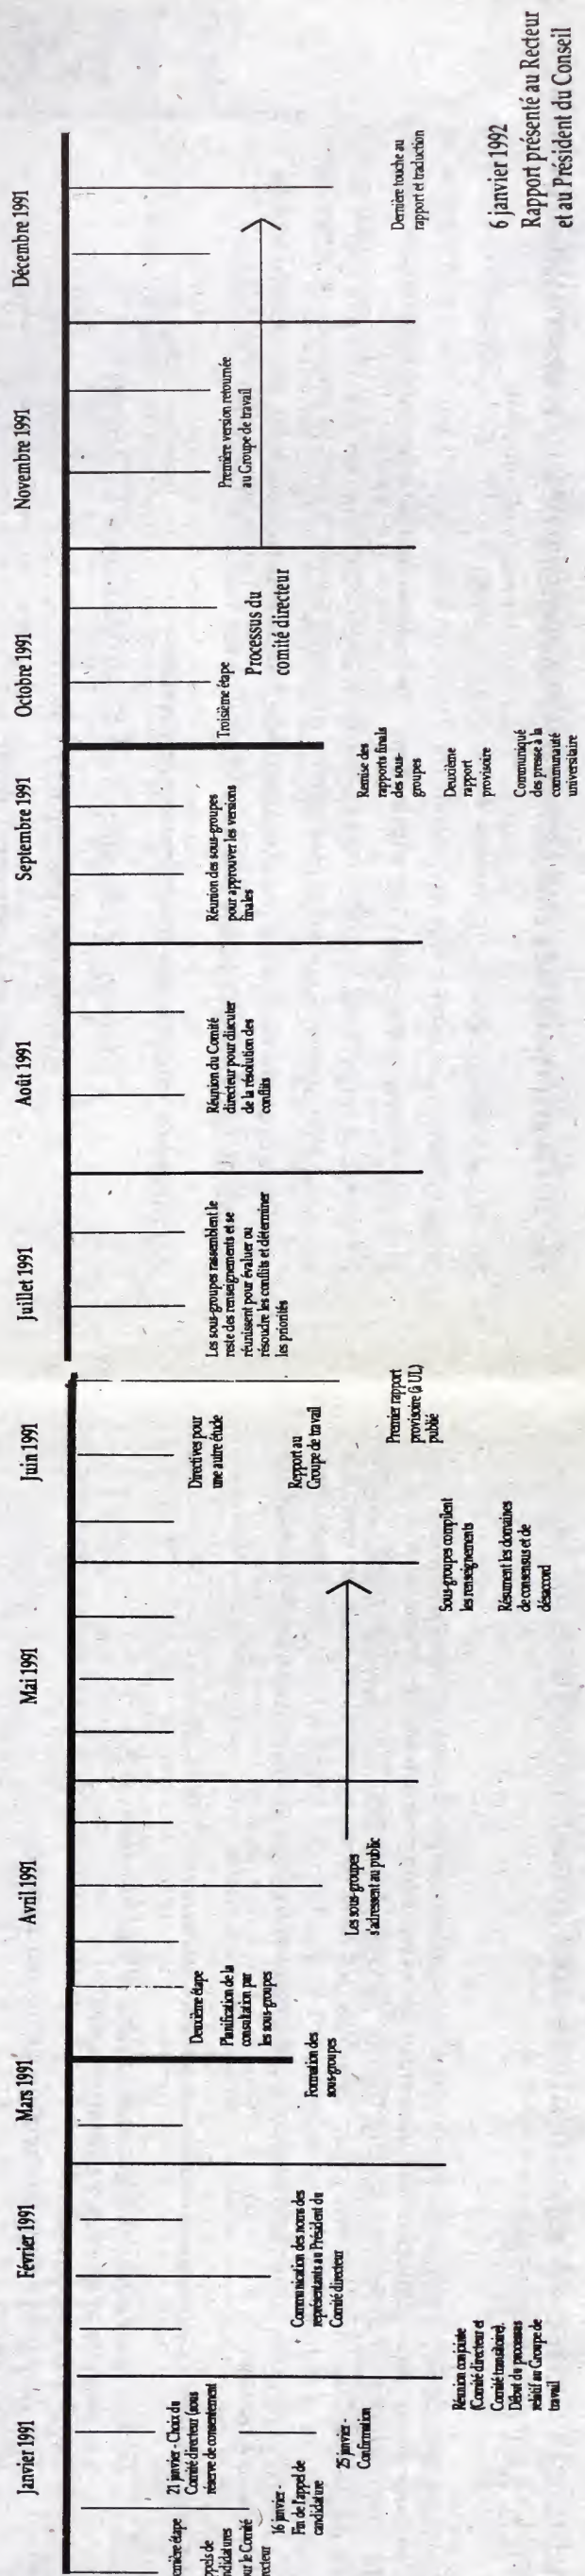 Janvier 1991
Février 1991
Mars 1991
Avril 1991
Mai 1991
Juin 1991
Juillet 1991
Août 1991
Septembre 1991
Octobre 1991
Novembre 1991
Décembre 1991
étape
21 janvier - Choix du
Comité directeur (sous
réserve de consentement
16 janvier -
Fin de l'appel de
candidature
25 janvier -
Confirmation
Réunion conjointe
(Comité directeur et
Comité transitoire).
Début du processus
relatif au Groupe de
travail
Communication des noms des
représentants au Président du
Comité directeur
Formation des
sous-groupes
Deuxième étape
Planification de la
consultation par
les sous-groupes
Les sous-groupes
s'adressent au public
Sous-groupes compilent
les renseignements
Résument les domaines
de consensus et de
désaccord
Directives pour
une autre étude
Rapport au
Groupe de travail
Premier rapport
provisoire (à UL)
publié
Les sous-groupes rassemblent le
reste des renseignements et se
réunissent pour évaluer ou
résoudre les conflits et déterminer
les priorités
Réunion du Comité
directeur pour discuter
de la résolution des
conflits
Réunion des sous-groupes
pour approuver les versions
finales
Remise des
rapports finals
des sous-
groupes
Deuxième
rapport
provisoire
Communiqué
des presse à la
communauté
universitaire
Troisième étape
Processus du
comité directeur
Première version retournée
au Groupe de travail
Dernière touche au
rapport et traduction
6 janvier 1992
Rapport présenté au Recteur
et au Président du Conseil